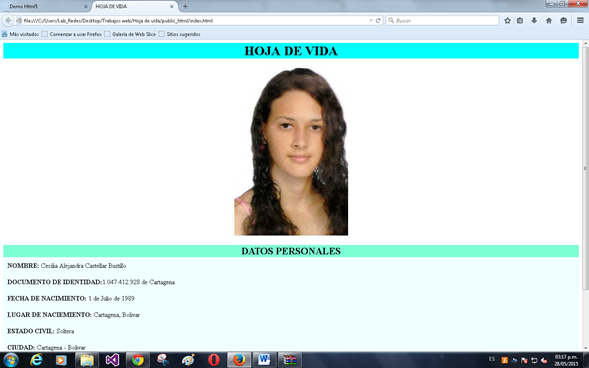 Demo Html5
HOJA DE VIDA
file:///C:/Users/Lab_Redes/Desktop/Trabajos web/Hoja de vida/public_html/index.html
Buscar
Más visitados
Comenzar a usar Firefox
Galería de Web Slice
Sitios sugeridos
HOJA DE VIDA
DATOS PERSONALES
NOMBRE: Cecilia Alejandra Castellar Bustillo
DOCUMENTO DE IDENTIDAD:1.047.412.928 de Cartagena
FECHA DE NACIMIENTO: 1 de Julio de 1989
LUGAR DE NACIEMIENTO: Cartagena, Bolivar
ESTADO CIVIL: Soltera
CIUDAD: Cartagena - Bolivar
ES
03:17 p.m.
28/05/2015